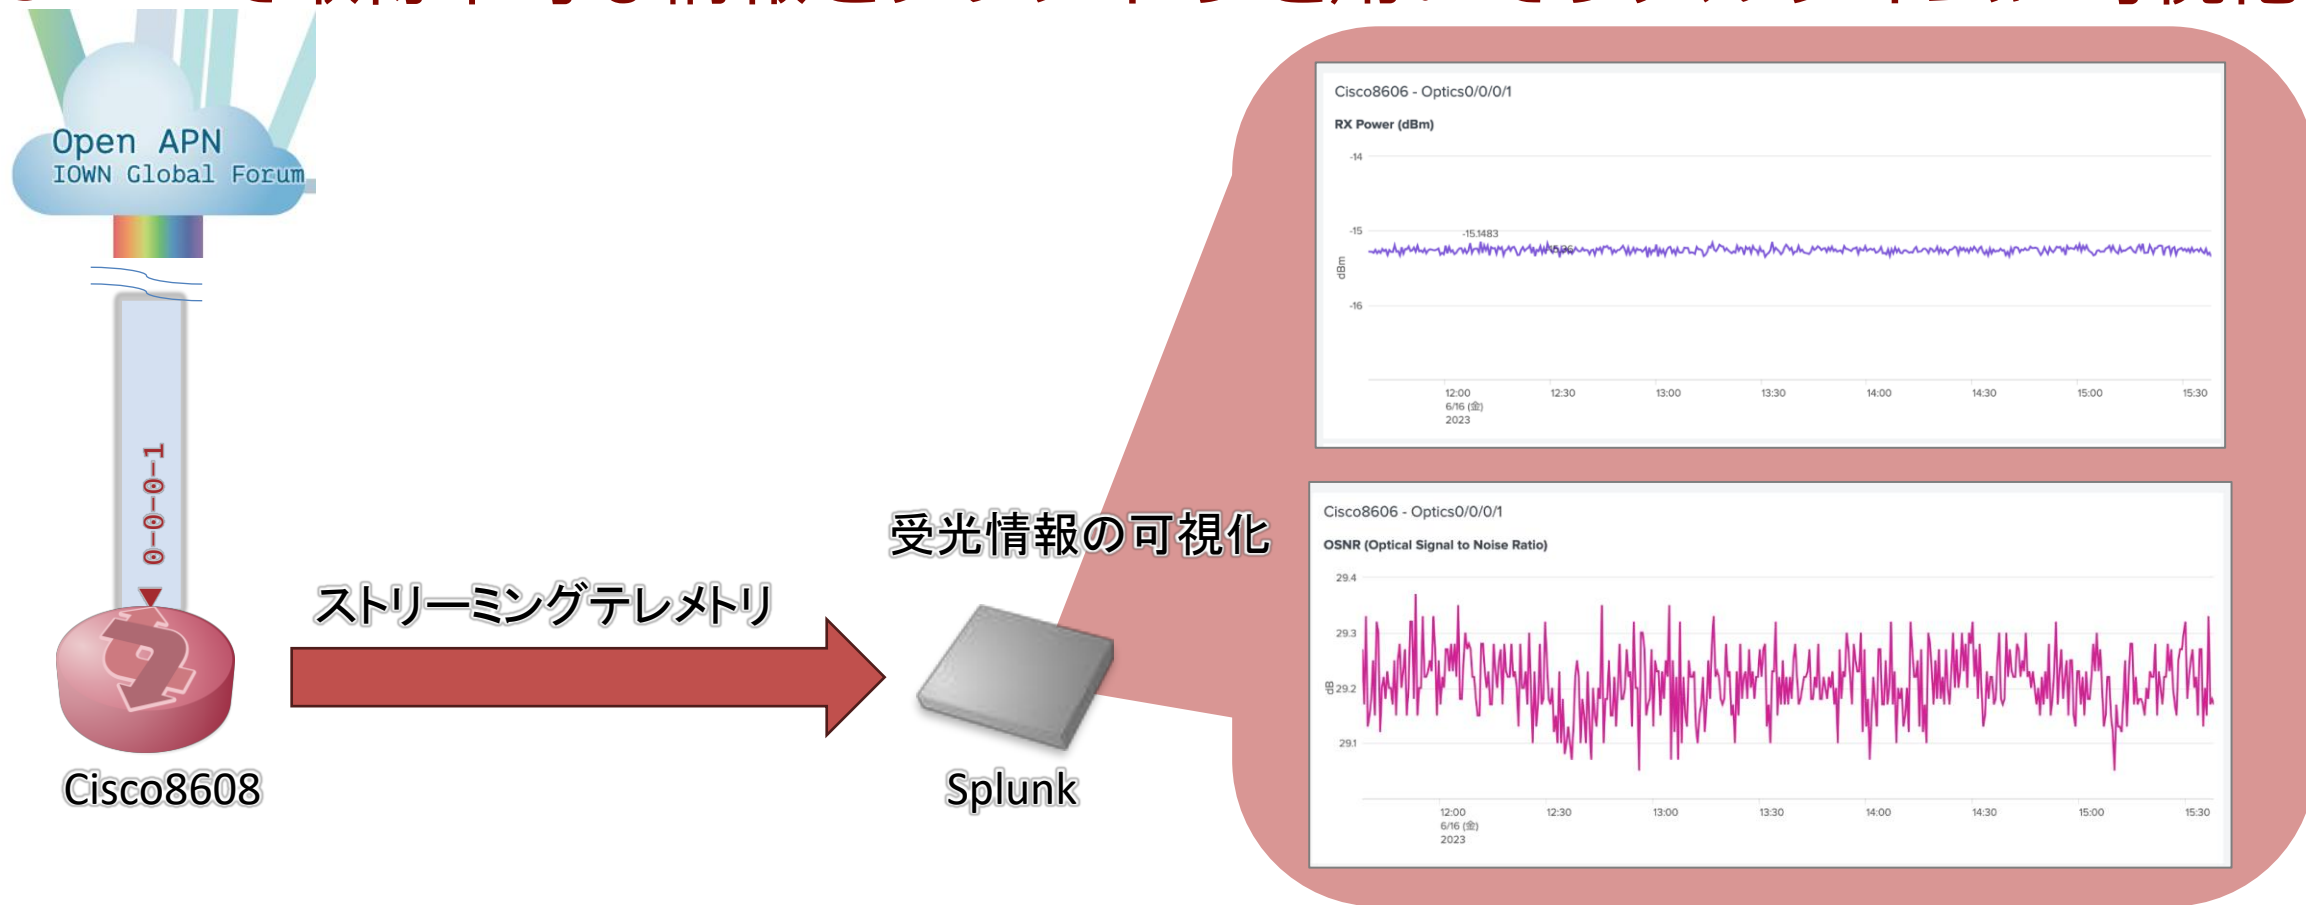 Open APN
IOWN Global Forum
0-0-0-1
Cisco8608
ストリーミングテレメトリ
受光情報の可視化
Splunk
Cisco8606 - Optics0/0/0/1
RX Power (dBm)
-14
-15
-15.1483
dBm
-16
12:00 12:30 13:00 13:30 14:00 14:30 15:00 15:30
6/16 (金)
2023
Cisco8606 - Optics0/0/0/1
OSNR (Optical Signal to Noise Ratio)
29.4
29.3
dB
29.2
29.1
12:00 12:30 13:00 13:30 14:00 14:30 15:00 15:30
6/16 (金)
2023